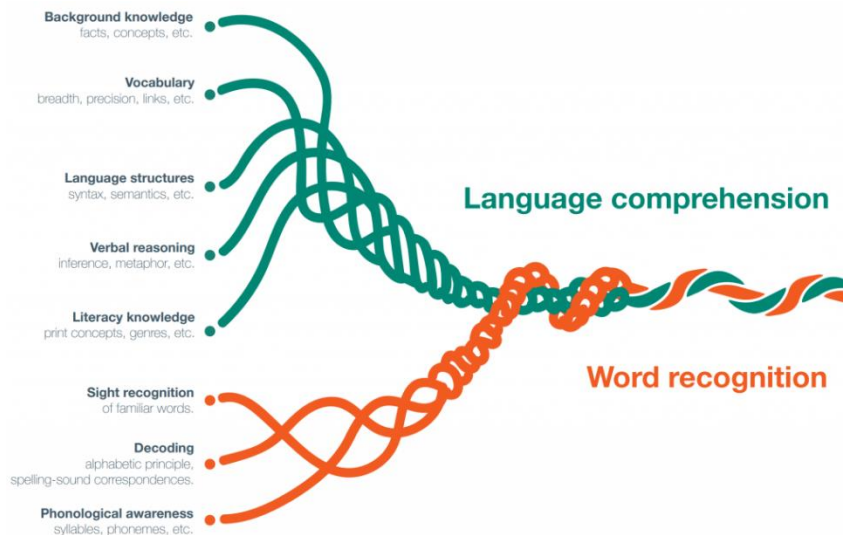 Background knowledge
facts, concepts, etc.
Vocabulary
breadth, precision, links, etc.
Language structures
syntax, semantics, etc.
Verbal reasoning
inference, metaphor, etc.
Literacy knowledge
print concepts, genres, etc.
Sight recognition
of familiar words.
Decoding
alphabetic principle,
spelling-sound correspondences.
Phonological awareness
syllables, phonemes, etc.
Language comprehension
Word recognition